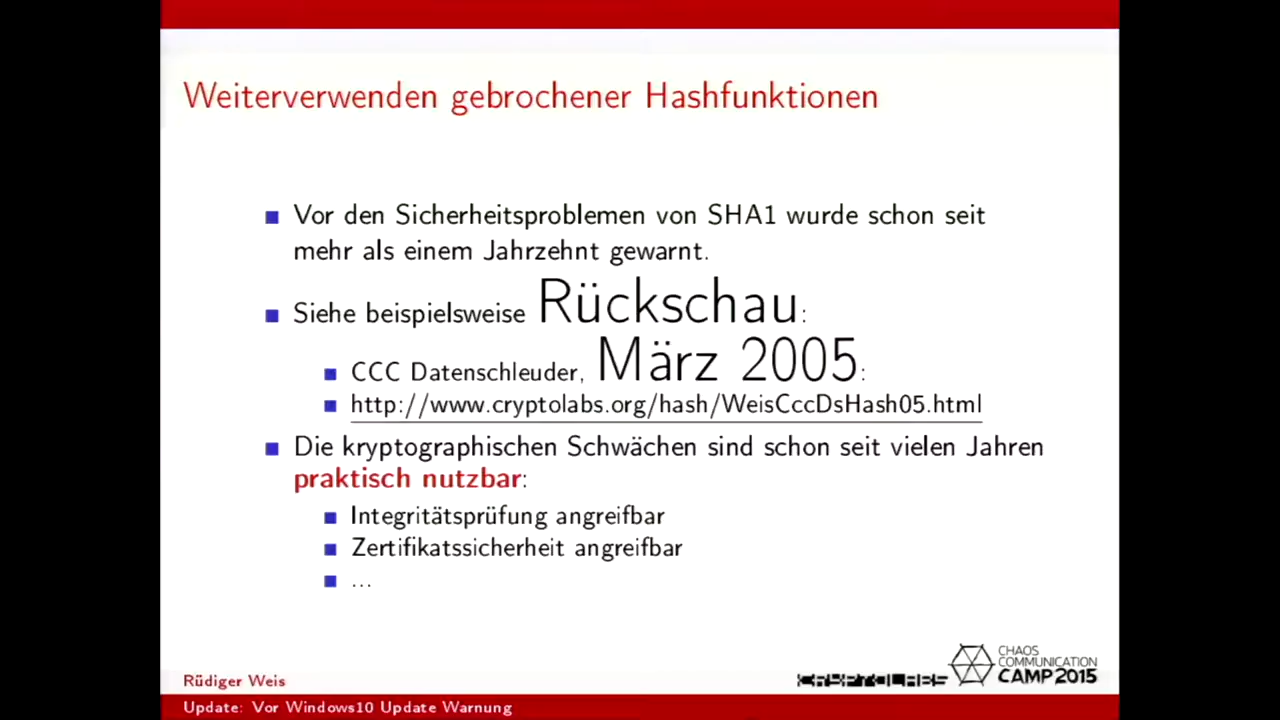 Weiterverwenden gebrochener Hashfunktionen
Vor den Sicherheitsproblemen von SHA1 wurde schon seit
mehr als einem Jahrzehnt gewarnt.
Siehe beispielsweise Rückschau:
CCC Datenschleuder, März 2005:
http://www.cryptolabs.org/hash/WeisCccDsHash05.html
Die kryptographischen Schwächen sind schon seit vielen Jahren
praktisch nutzbar:
Integritätsprüfung angreifbar
Zertifikatssicherheit angreifbar
...
Rüdiger Weis
CRYPTOLABS
CHAOS
COMMUNICATION
CAMP 2015
Update: Vor Windows10 Update Warnung